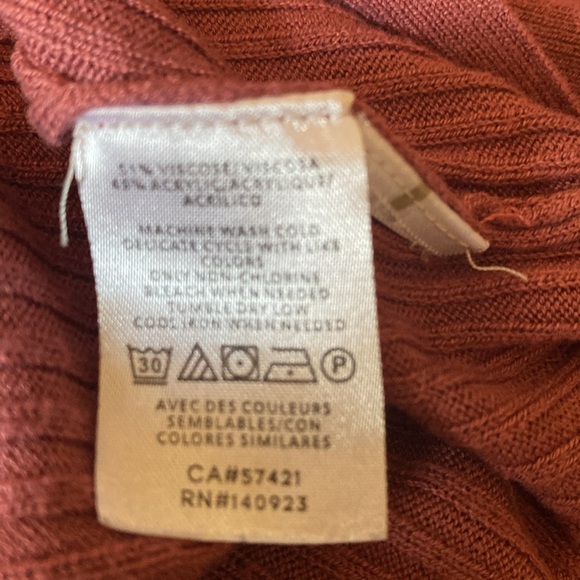 51% VISCOSE/VISCOSA
49% ACRYLIC/ACRYLIQUE/
ACRILICO
MACHINE WASH COLD
DELICATE CYCLE WITH LIKE
COLORS
ONLY NON-CHLORINE
BLEACH WHEN NEEDED
TUMBLE DRY LOW
COOL IRON WHEN NEEDED
30 P
AVEC DES COULEURS
SEMBLABLES/CON
COLORES SIMILARES
CA#57421
RN#140923